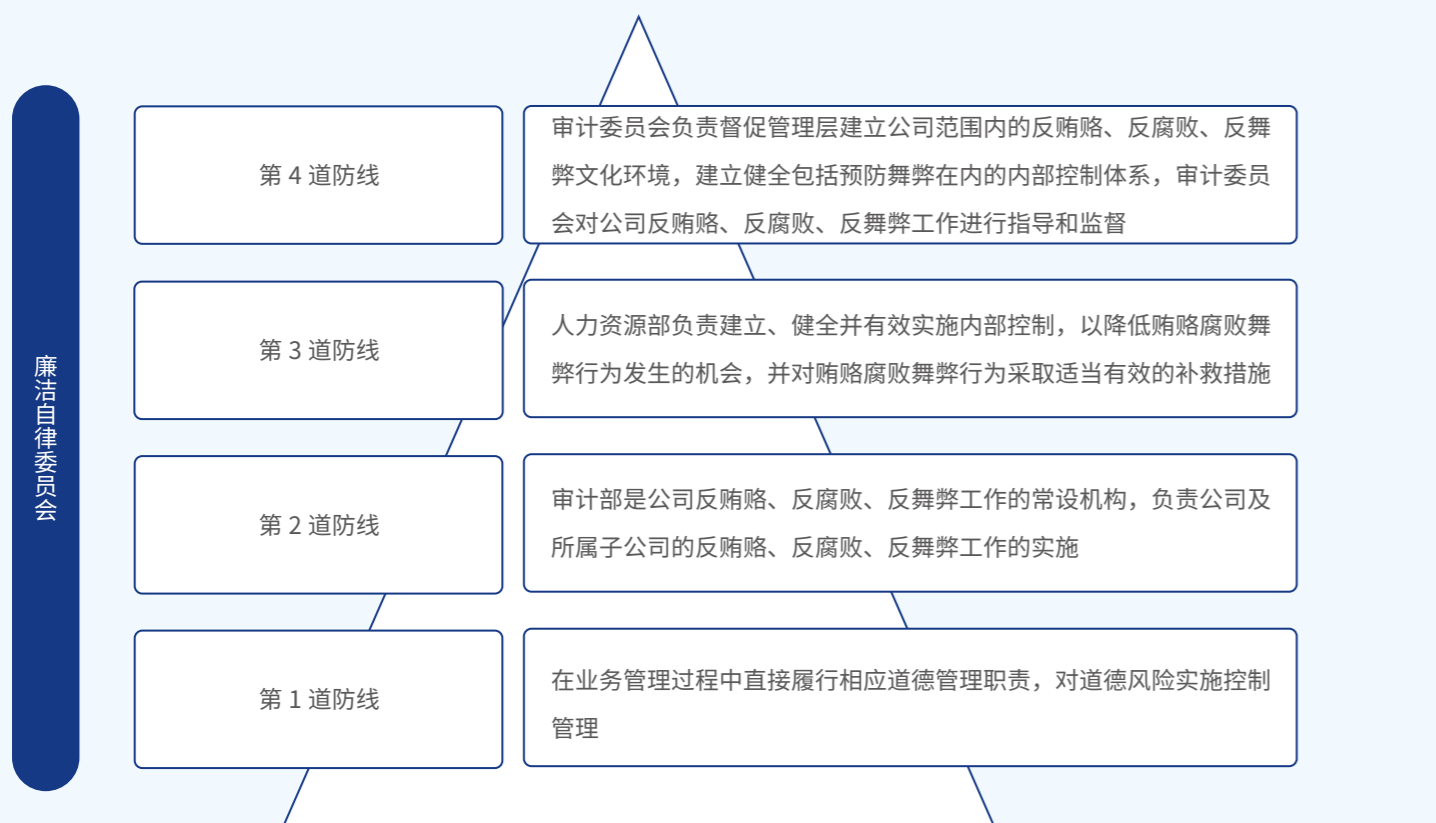 廉洁自律委员会
第 4 道防线
审计委员会负责督促管理层建立公司范围内的反贿赂、反腐败、反舞
弊文化环境，建立健全包括预防舞弊在内的内部控制体系，审计委员
会对公司反贿赂、反腐败、反舞弊工作进行指导和监督
第 3 道防线
人力资源部负责建立、健全并有效实施内部控制，以降低贿赂腐败舞
弊行为发生的机会，并对贿赂腐败舞弊行为采取适当有效的补救措施
第 2 道防线
审计部是公司反贿赂、反腐败、反舞弊工作的常设机构，负责公司及
所属子公司的反贿赂、反腐败、反舞弊工作的实施
第 1 道防线
在业务管理过程中直接履行相应道德管理职责，对道德风险实施控制
管理